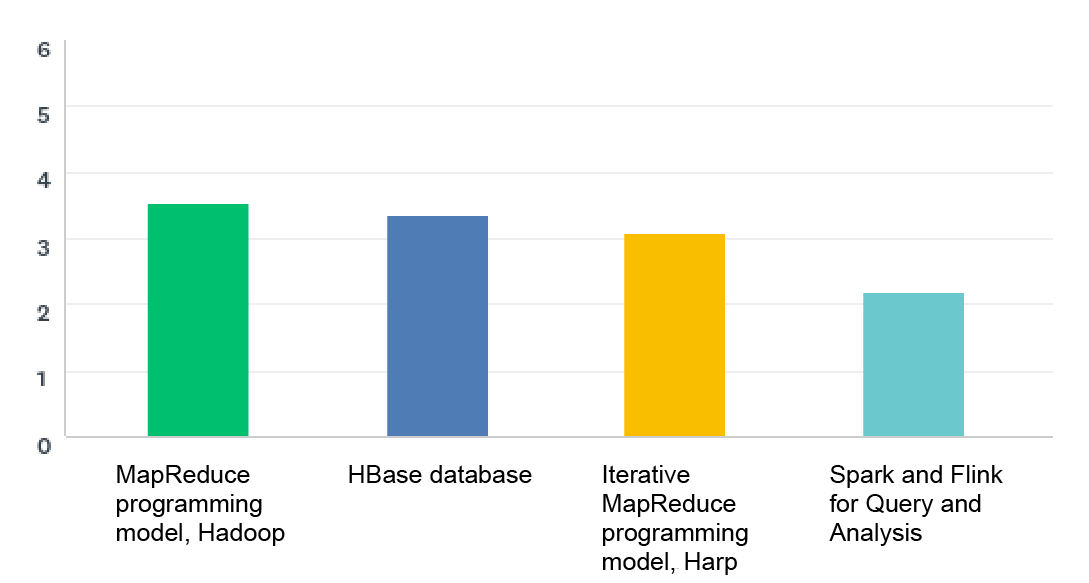 6
5
4
3
2
1
0
MapReduce
programming
model, Hadoop
HBase database
Iterative
MapReduce
programming
model, Harp
Spark and Flink
for Query and
Analysis